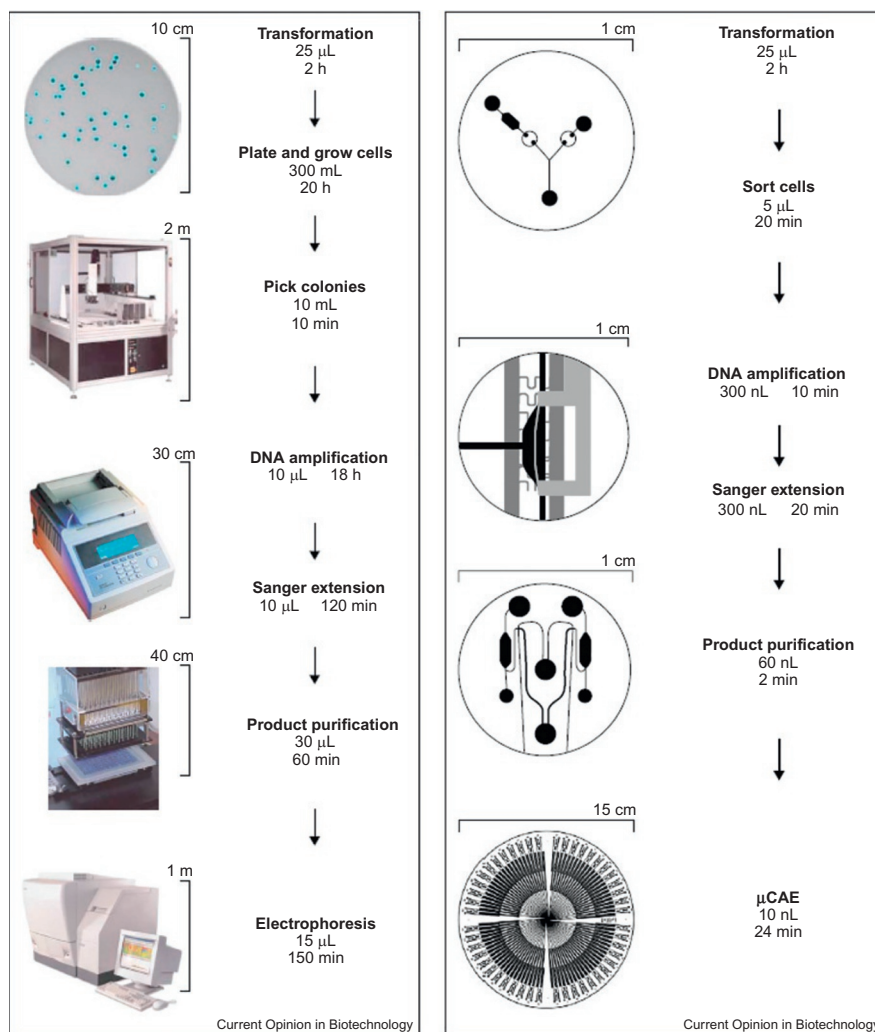 10 cm
Transformation
25 μL
2 h
Plate and grow cells
300 mL
20 h
2 m
Pick colonies
10 mL
10 min
30 cm
DNA amplification
10 μL 18 h
Sanger extension
10 μL 120 min
40 cm
Product purification
30 μL
60 min
1 m
Electrophoresis
15 μL
150 min
Current Opinion in Biotechnology
1 cm
Transformation
25 μL
2 h
Sort cells
5 μL
20 min
1 cm
DNA amplification
300 nL 10 min
Sanger extension
300 nL 20 min
1 cm
Product purification
60 nL
2 min
15 cm
μCAE
10 nL
24 min
Current Opinion in Biotechnology